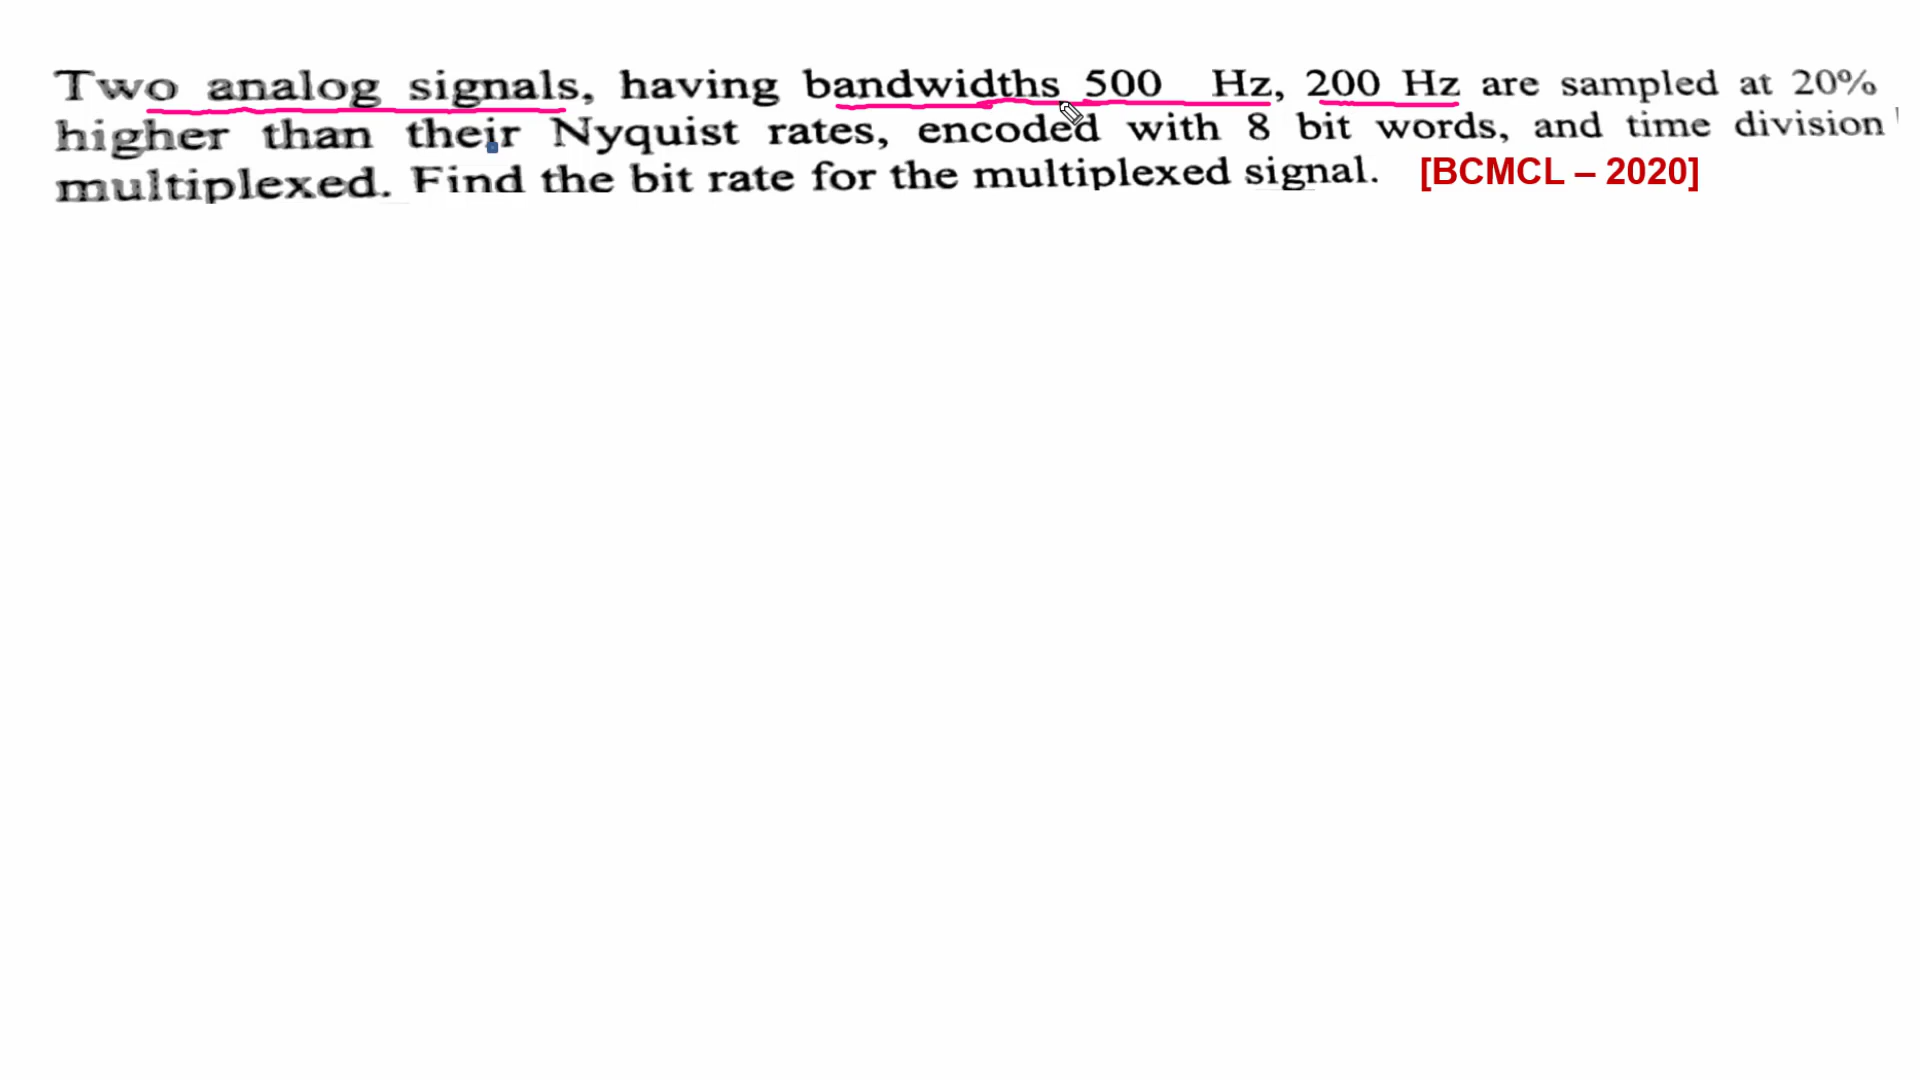 Two analog signals, having bandwidths 500 Hz, 200 Hz are sampled at 20%
higher than their Nyquist rates, encoded with 8 bit words, and time division
multiplexed. Find the bit rate for the multiplexed signal. [BCMCL – 2020]